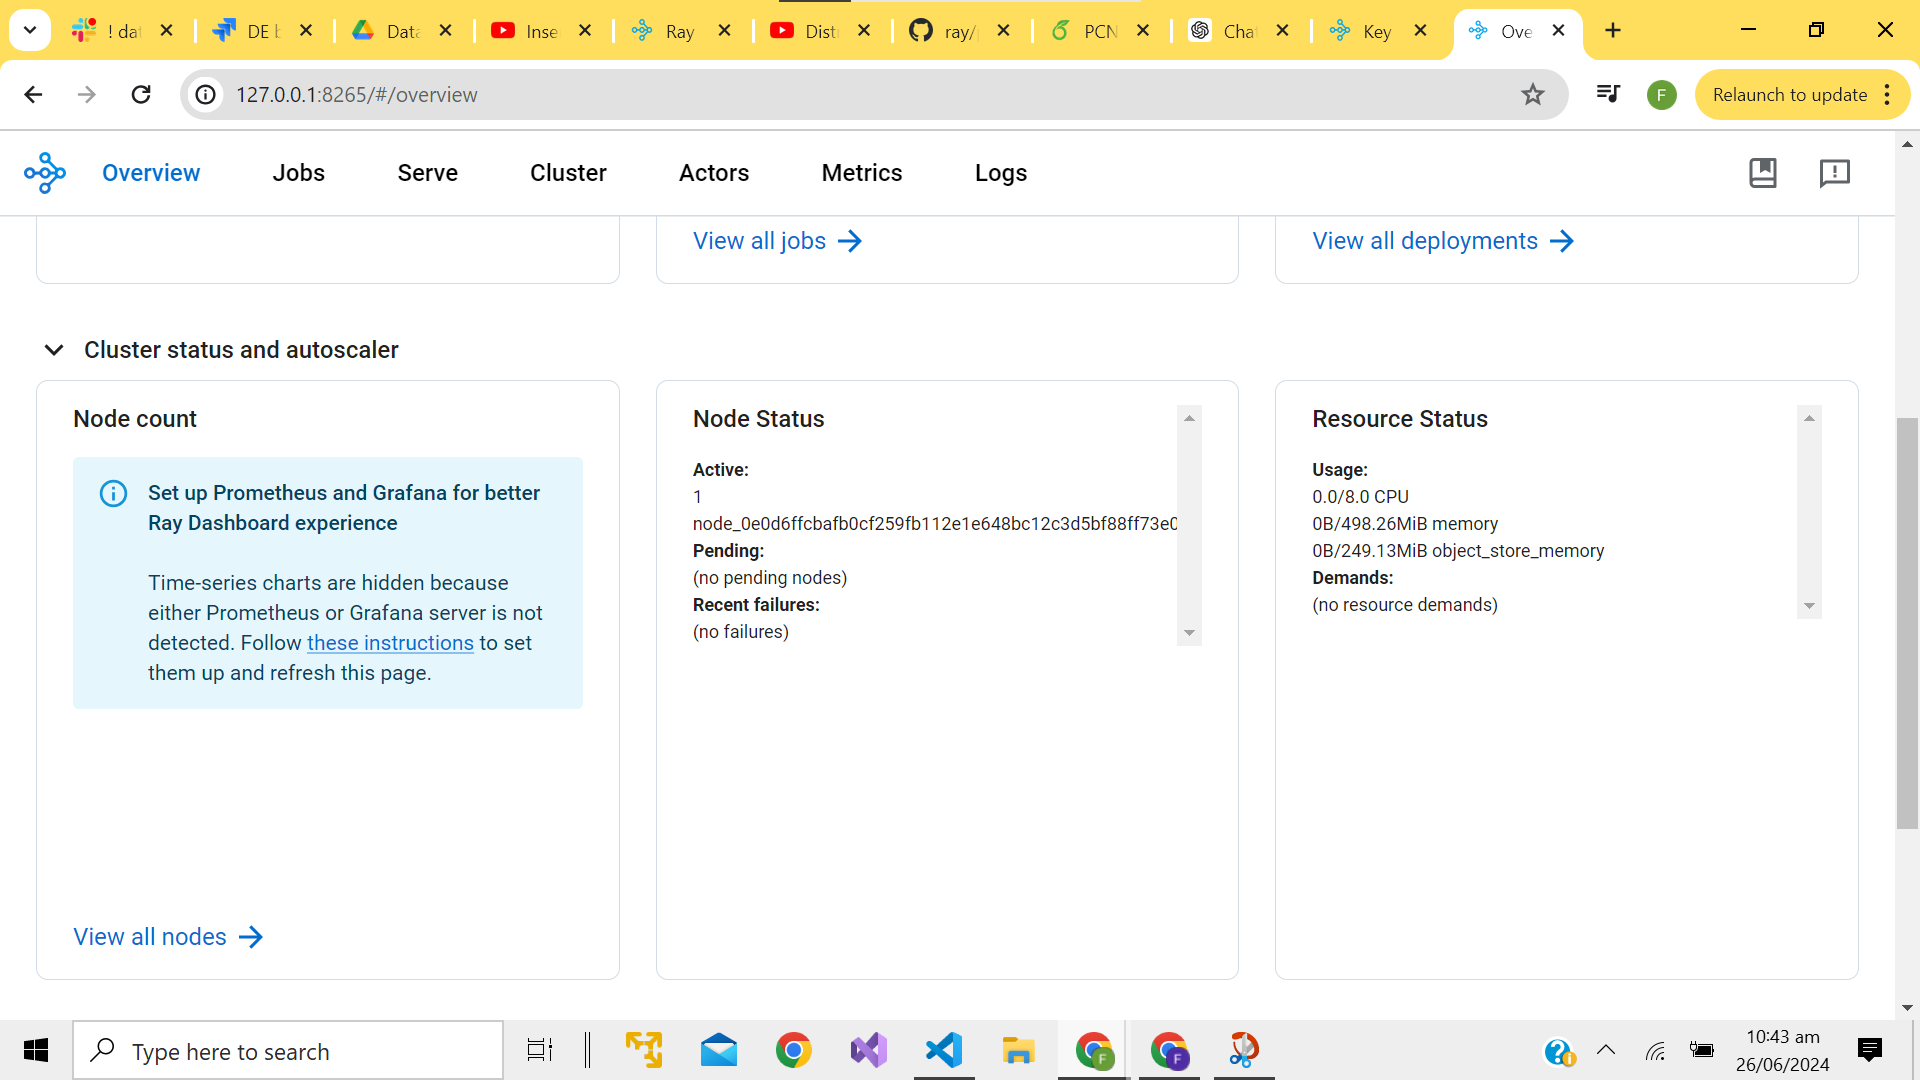 ! da
DE b
Data
Inse
Ray
Dist
ray/
PCN
Chat
Key
Ove
127.0.0.1:8265/#/overview
F
Relaunch to update
Overview
Jobs
Serve
Cluster
Actors
Metrics
Logs
View all jobs
View all deployments
Cluster status and autoscaler
Node count
Set up Prometheus and Grafana for better
Ray Dashboard experience
Time-series charts are hidden because
either Prometheus or Grafana server is not
detected. Follow these instructions to set
them up and refresh this page.
View all nodes
Node Status
Active:
1
node_0e0d6ffcbafb0cf259fb112e1e648bc12c3d5bf88ff73e0
Pending:
(no pending nodes)
Recent failures:
(no failures)
Resource Status
Usage:
0.0/8.0 CPU
0B/498.26MiB memory
0B/249.13MiB object_store_memory
Demands:
(no resource demands)
Type here to search
F
F
10:43 am
26/06/2024